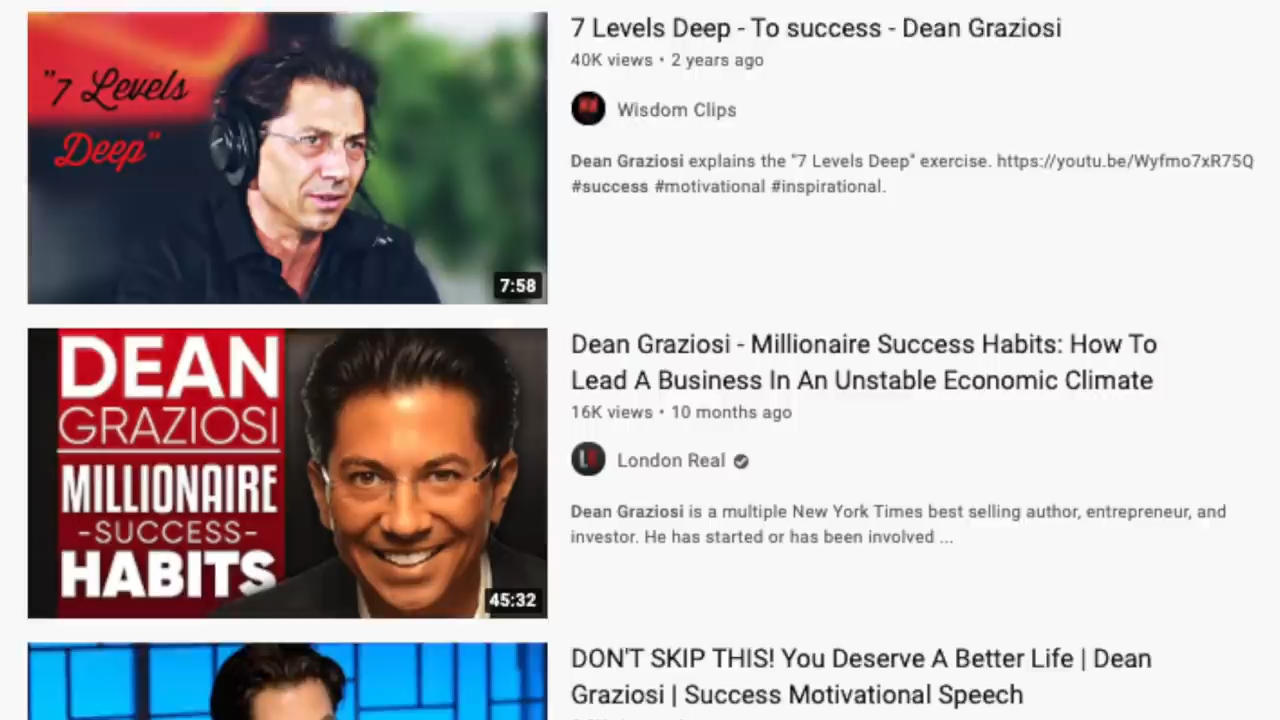 "7 Levels
Deep"
7:58
7 Levels Deep - To success - Dean Graziosi
40K views • 2 years ago
Wisdom Clips
Dean Graziosi explains the "7 Levels Deep" exercise. https://youtu.be/Wyfmo7xR75Q
#success #motivational #inspirational.
DEAN
GRAZIOSI
MILLIONAIRE
-SUCCESS-
HABITS
45:32
Dean Graziosi - Millionaire Success Habits: How To
Lead A Business In An Unstable Economic Climate
16K views • 10 months ago
London Real
Dean Graziosi is a multiple New York Times best selling author, entrepreneur, and
investor. He has started or has been involved ...
DON'T SKIP THIS! You Deserve A Better Life | Dean
Graziosi | Success Motivational Speech